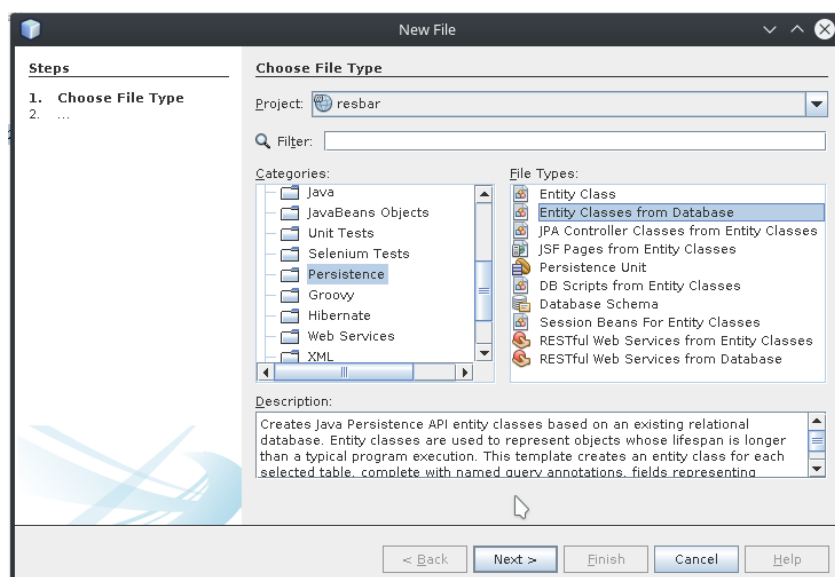 New File
Steps
1. Choose File Type
2. ...
Choose File Type
Project: resbar
Filter:
Categories:
Java
JavaBeans Objects
Unit Tests
Selenium Tests
Persistence
Groovy
Hibernate
Web Services
XML
File Types:
Entity Class
Entity Classes from Database
JPA Controller Classes from Entity Classes
JSF Pages from Entity Classes
Persistence Unit
DB Scripts from Entity Classes
Database Schema
Session Beans For Entity Classes
RESTful Web Services from Entity Classes
RESTful Web Services from Database
Description:
Creates Java Persistence API entity classes based on an existing relational
database. Entity classes are used to represent objects whose lifespan is longer
than a typical program execution. This template creates an entity class for each
selected table, complete with named query annotations, fields representing
< Back Next > Finish Cancel Help